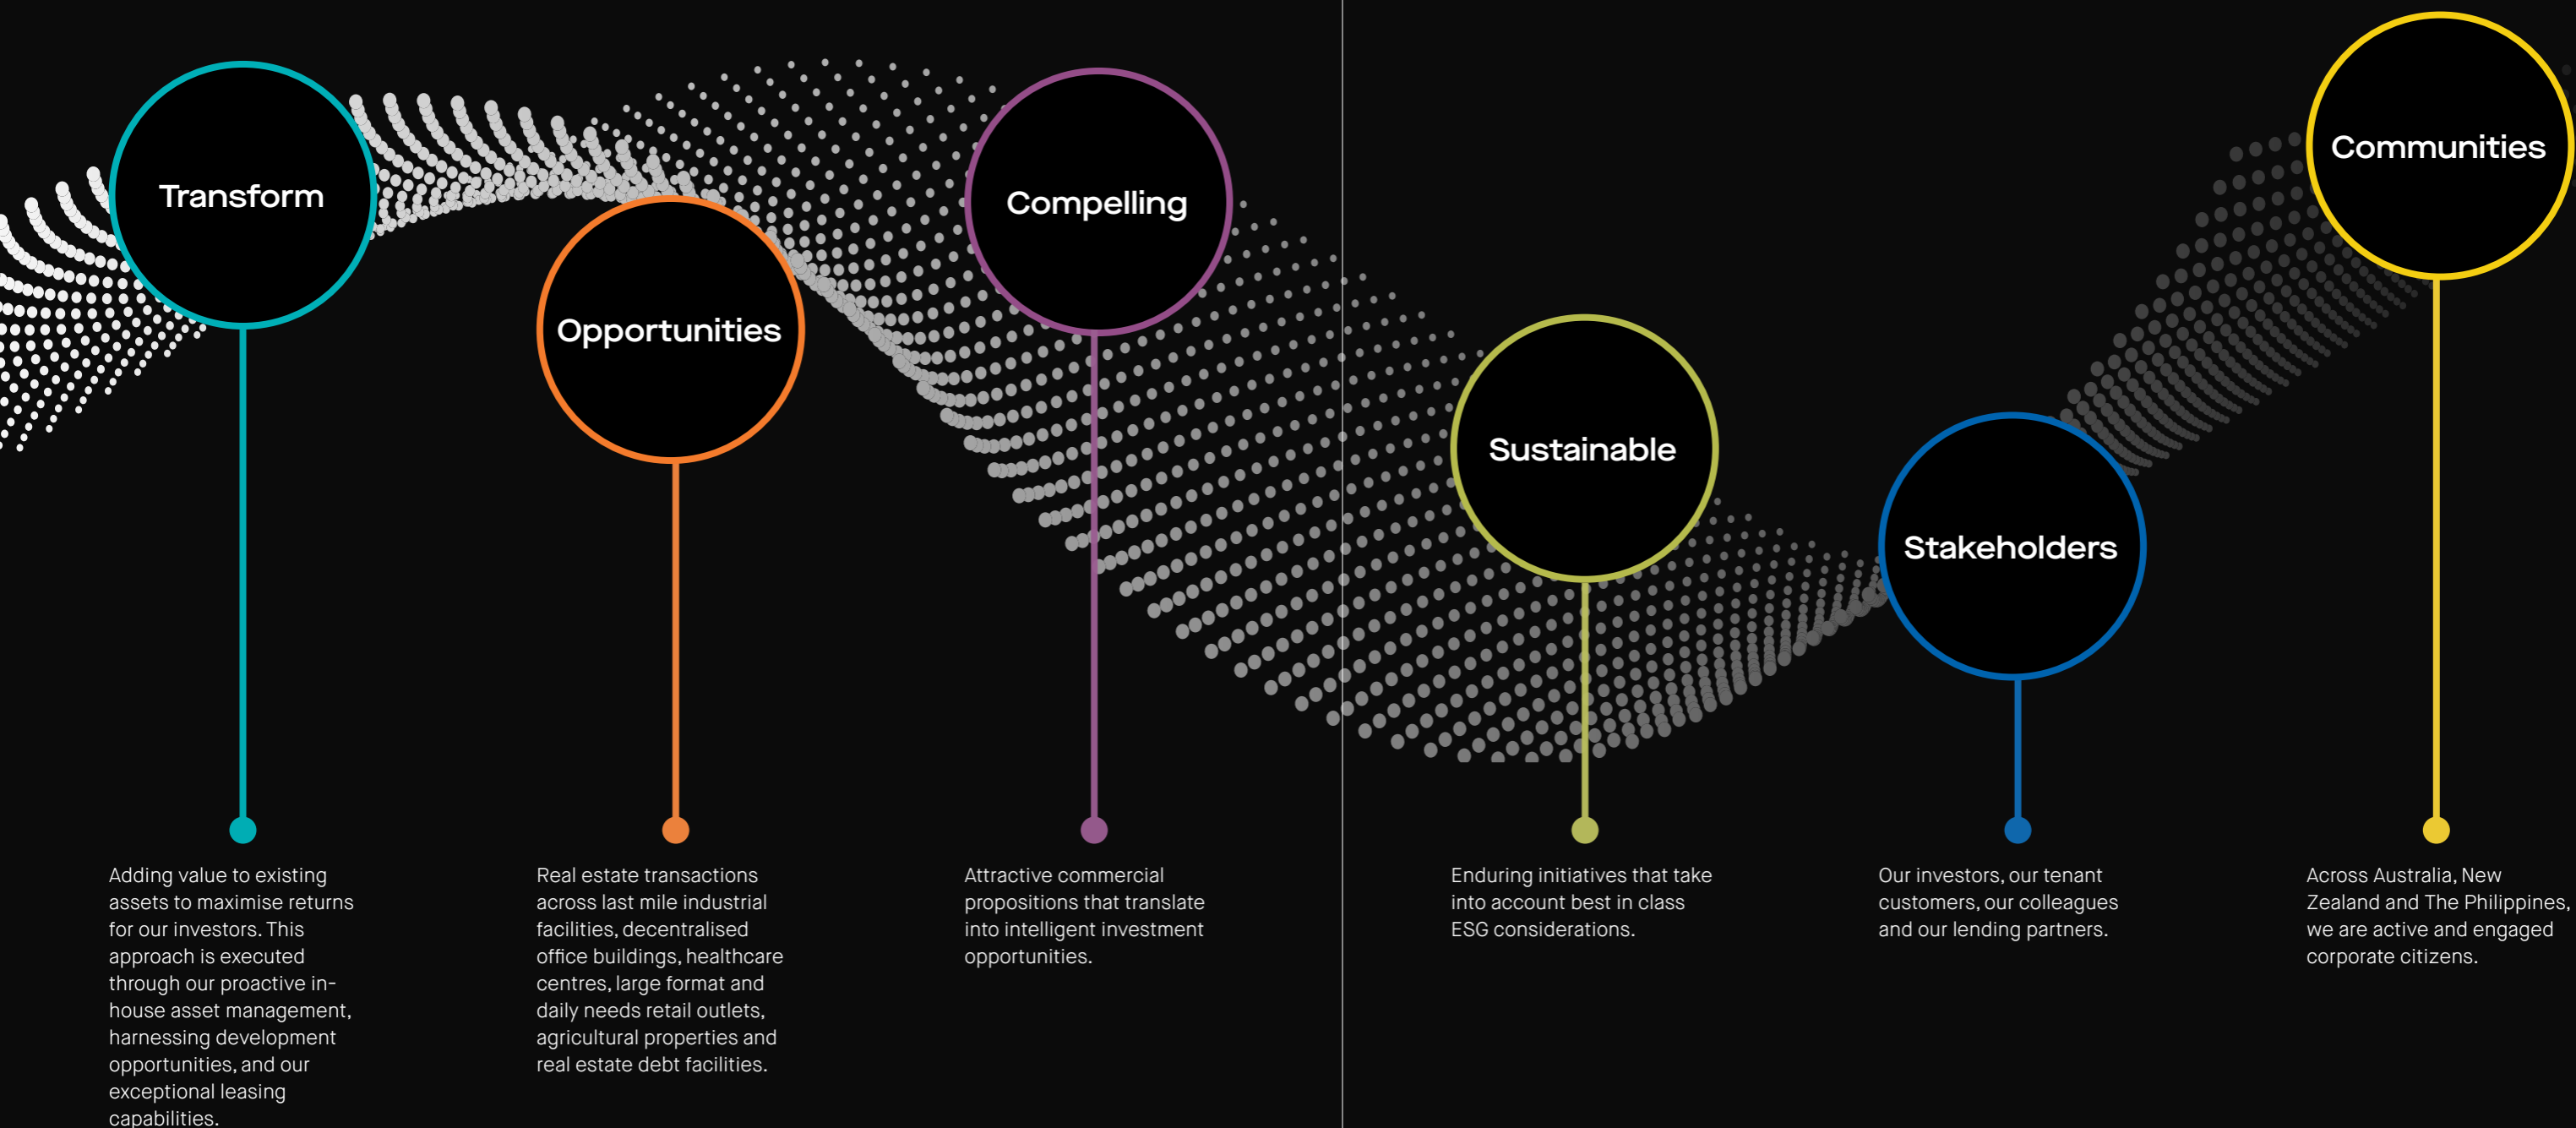 Transform
Opportunities
Compelling
Sustainable
Stakeholders
Communities
Adding value to existing
assets to maximise returns
for our investors. This
approach is executed
through our proactive in-
house asset management,
harnessing development
opportunities, and our
exceptional leasing
capabilities.
Real estate transactions
across last mile industrial
facilities, decentralised
office buildings, healthcare
centres, large format and
daily needs retail outlets,
agricultural properties and
real estate debt facilities.
Attractive commercial
propositions that translate
into intelligent investment
opportunities.
Enduring initiatives that take
into account best in class
ESG considerations.
Our investors, our tenant
customers, our colleagues
and our lending partners.
Across Australia, New
Zealand and The Philippines,
we are active and engaged
corporate citizens.